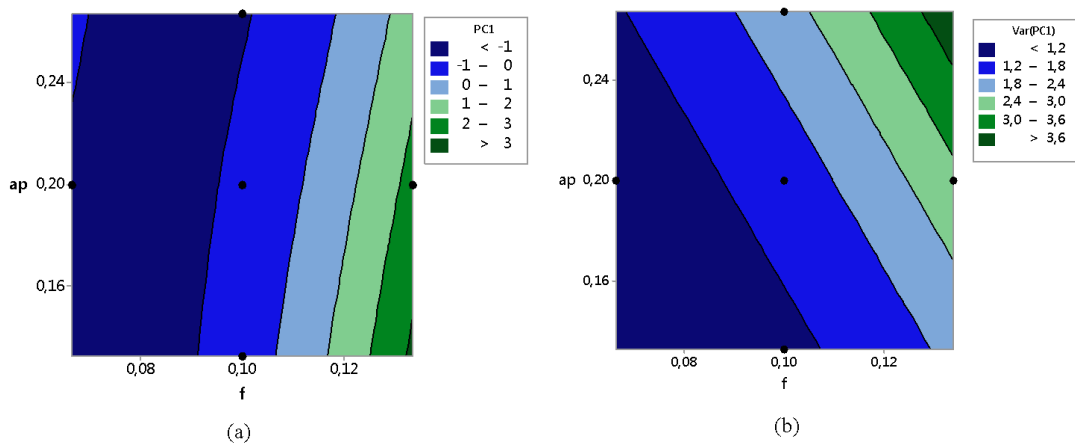 PC1
< -1
-1 – 0
0 – 1
1 – 2
2 – 3
> 3
0,24
ap 0,20
0,16
0,08 0,10 0,12
f
(a)
Var(PC1)
< 1,2
1,2 – 1,8
1,8 – 2,4
2,4 – 3,0
3,0 – 3,6
> 3,6
0,24
ap 0,20
0,16
0,08 0,10 0,12
f
(b)